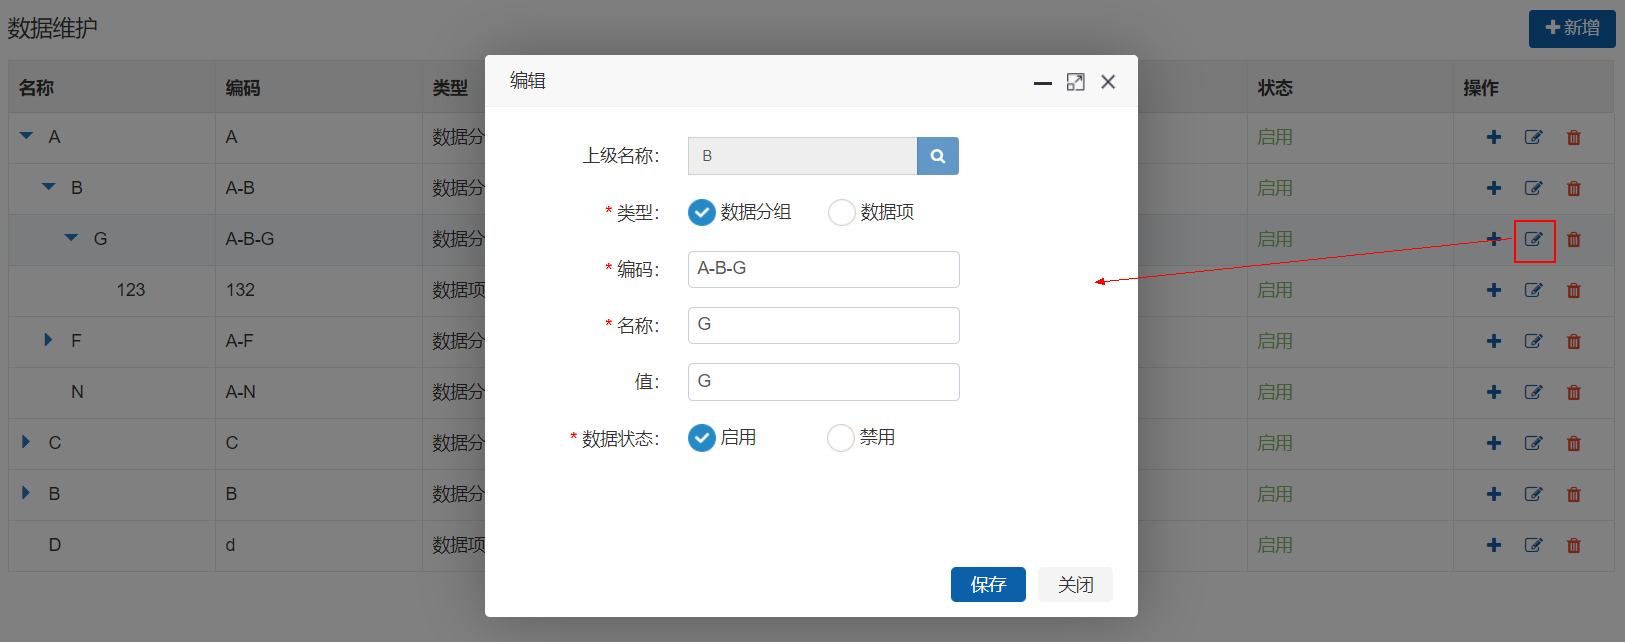 数据维护
新增
名称 编码 类型 状态 操作
A A 数据分 启用
B A-B 数据分 启用
G A-B-G 数据分 启用
123 132 数据项 启用
F A-F 数据分 启用
N A-N 数据分 启用
C C 数据分 启用
B B 数据分 启用
D d 数据项 启用
编辑
上级名称： B
* 类型： 数据分组 数据项
* 编码： A-B-G
* 名称： G
值： G
* 数据状态： 启用 禁用
保存 关闭